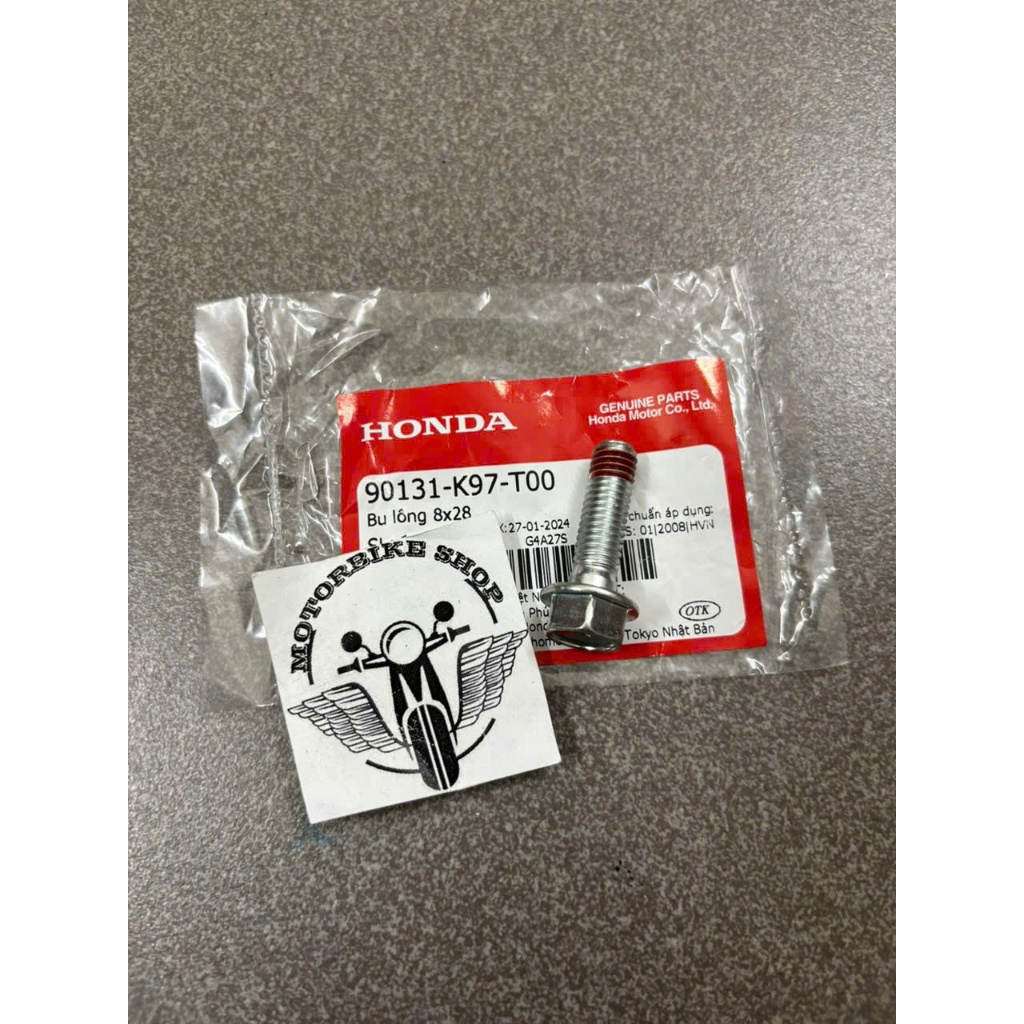 HONDA
GENUINE PARTS
Honda Motor Co., Ltd.
90131-K97-T00
Bu lông 8x28
27-01-2024
chuẩn áp dụng:
G4A27S
01|2008|HVN
OTK
Tokyo Nhật Bản
MOTORBIKE SHOP